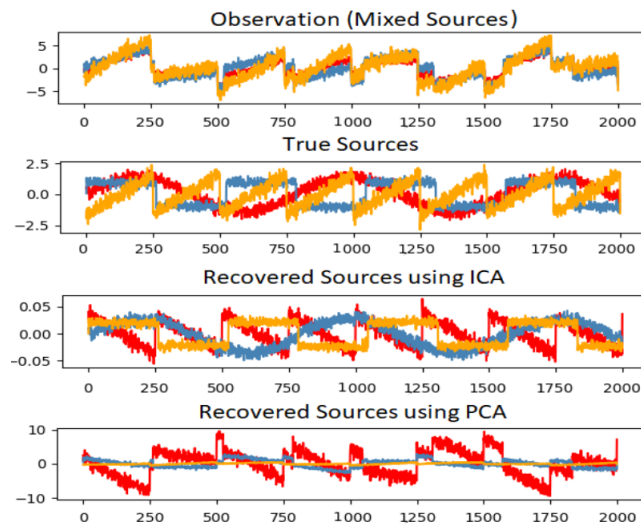 Observation (Mixed Sources)
5
0
−5
0 250 500 750 1000 1250 1500 1750 2000
True Sources
2.5
0.0
−2.5
0 250 500 750 1000 1250 1500 1750 2000
Recovered Sources using ICA
0.05
0.00
−0.05
0 250 500 750 1000 1250 1500 1750 2000
Recovered Sources using PCA
10
0
−10
0 250 500 750 1000 1250 1500 1750 2000